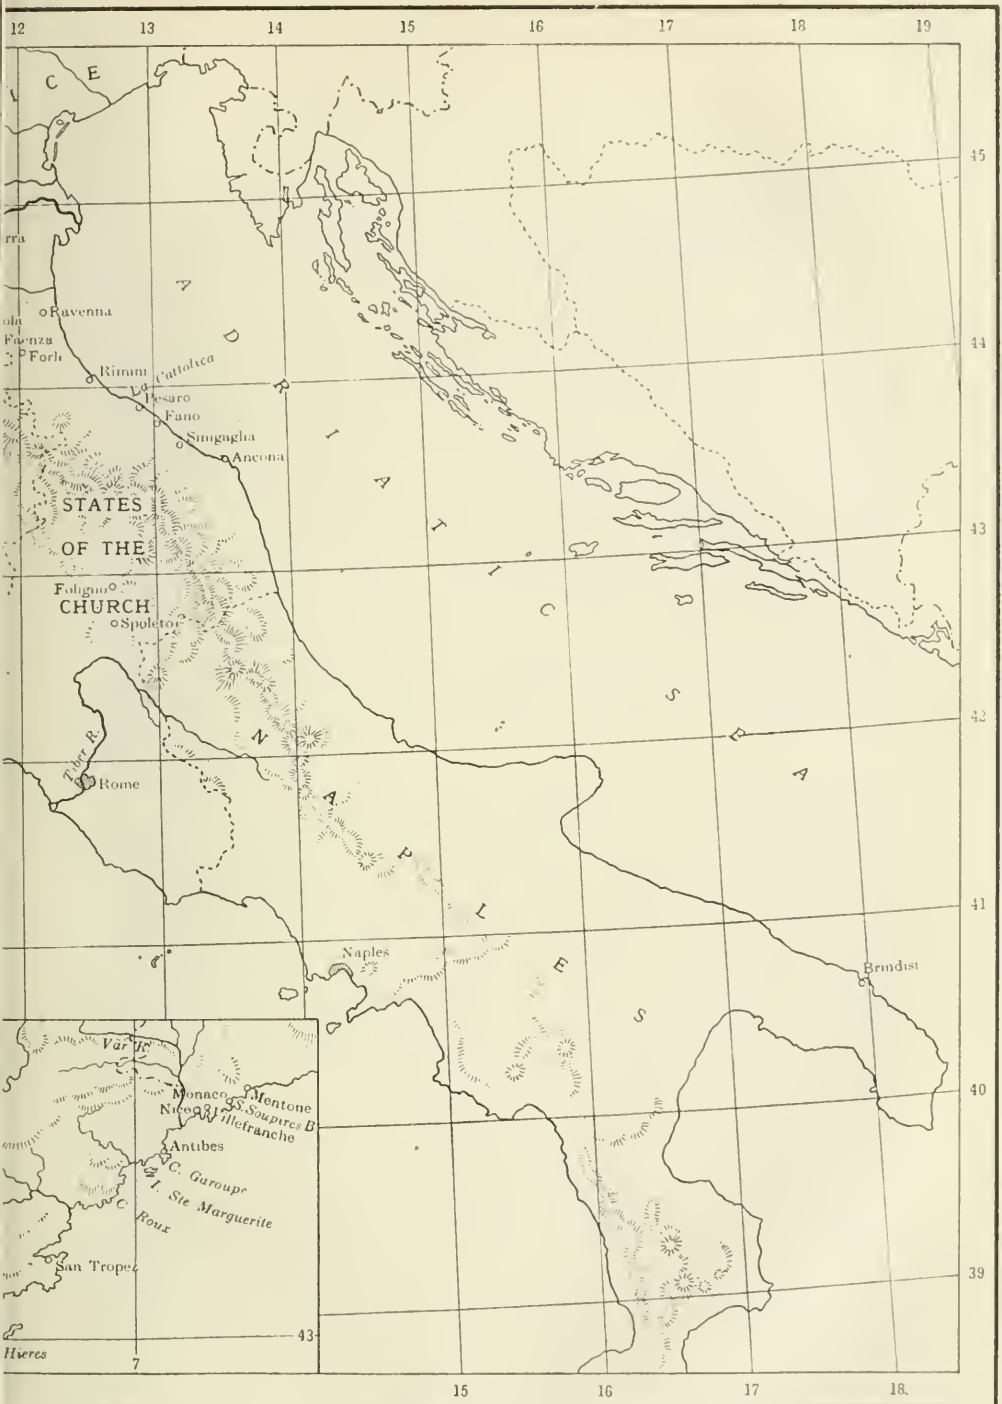 12 13 14 15 16 17 18 19
I C E
45
rra
ADRIATIC SEA
Ravenna
ola
Faenza
Forli
44
Rimini
La Cattolica
Pesaro
Fano
Sinigaglia
Ancona
STATES
OF THE
CHURCH
43
Foligno
Spoleto
42
Tiber R.
Rome
NAPLES
41
Naples
Brindisi
Var R.
40
Monaco
Mentone
Nice
Villefranche
S. Soupires B
Antibes
C. Garoupe
I. Ste Marguerite
C. Roux
San Tropez
39
43
Hieres
7
15 16 17 18.